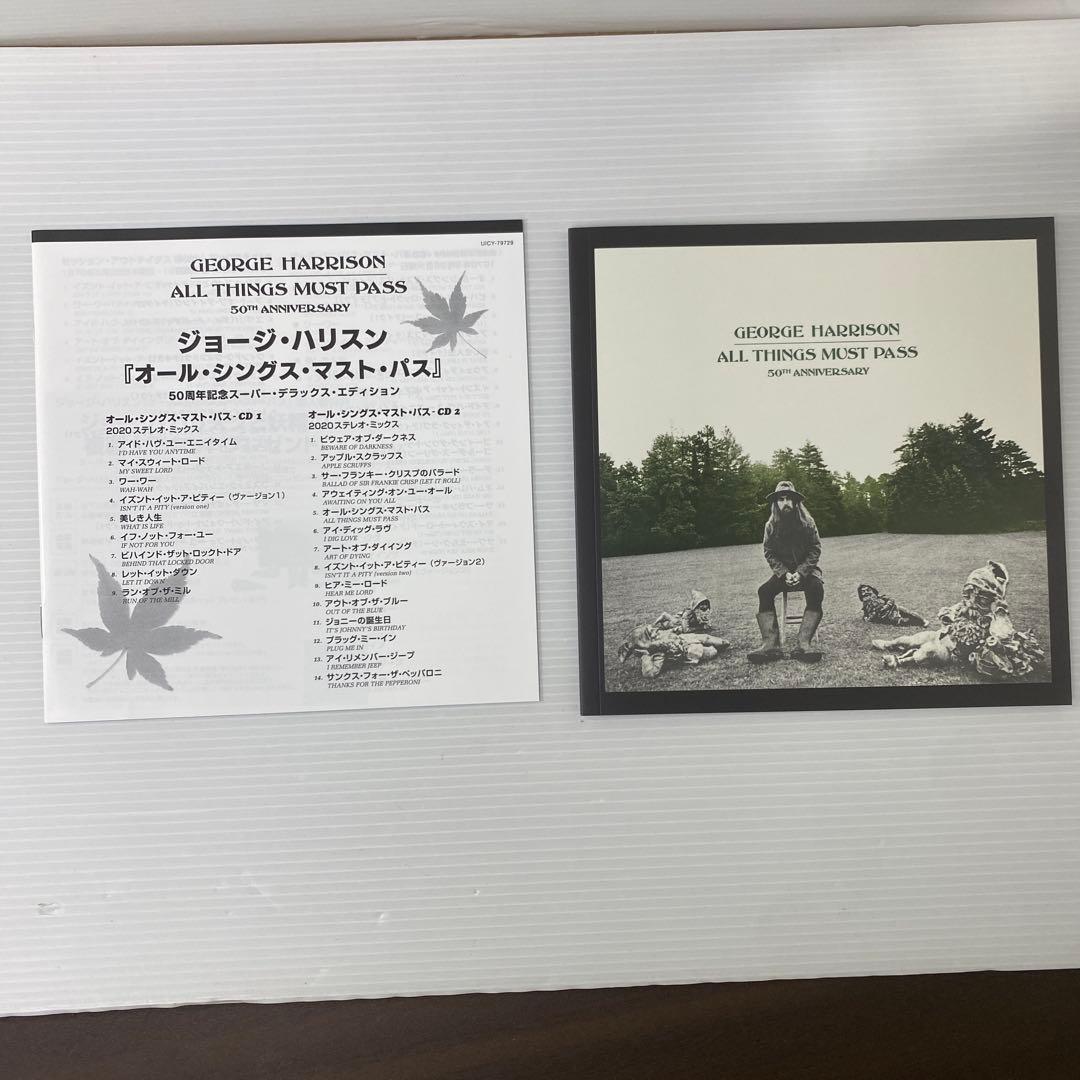 UICY-79729
GEORGE HARRISON
ALL THINGS MUST PASS
50TH ANNIVERSARY
ジョージ・ハリスン
『オール・シングス・マスト・パス』
50周年記念スーパー・デラックス・エディション
オール・シングス・マスト・パス - CD 1
2020ステレオ・ミックス
1. アイド・ハヴ・ユー・エニイタイム
I'D HAVE YOU ANYTIME
2. マイ・スウィート・ロード
MY SWEET LORD
3. ワー・ワー
WAH-WAH
4. イズント・イット・ア・ピティー（ヴァージョン1）
ISN'T IT A PITY (version one)
5. 美しき人生
WHAT IS LIFE
6. イフ・ノット・フォー・ユー
IF NOT FOR YOU
7. ビハインド・ザット・ロックト・ドア
BEHIND THAT LOCKED DOOR
8. レット・イット・ダウン
LET IT DOWN
9. ラン・オブ・ザ・ミル
RUN OF THE MILL
オール・シングス・マスト・パス - CD 2
2020ステレオ・ミックス
1. ビウェア・オブ・ダークネス
BEWARE OF DARKNESS
2. アップル・スクラッフス
APPLE SCRUFFS
3. サー・フランキー・クリスプのバラード
BALLAD OF SIR FRANKIE CRISP (LET IT ROLL)
4. アウェイティング・オン・ユー・オール
AWAITING ON YOU ALL
5. オール・シングス・マスト・パス
ALL THINGS MUST PASS
6. アイ・ディッグ・ラヴ
I DIG LOVE
7. アート・オブ・ダイイング
ART OF DYING
8. イズント・イット・ア・ピティー（ヴァージョン2）
ISN'T IT A PITY (version two)
9. ヒア・ミー・ロード
HEAR ME LORD
10. アウト・オブ・ザ・ブルー
OUT OF THE BLUE
11. ジョニーの誕生日
IT'S JOHNNY'S BIRTHDAY
12. プラッグ・ミー・イン
PLUG ME IN
13. アイ・リメンバー・ジープ
I REMEMBER JEEP
14. サンクス・フォー・ザ・ペッパロニ
THANKS FOR THE PEPPERONI
GEORGE HARRISON
ALL THINGS MUST PASS
50TH ANNIVERSARY